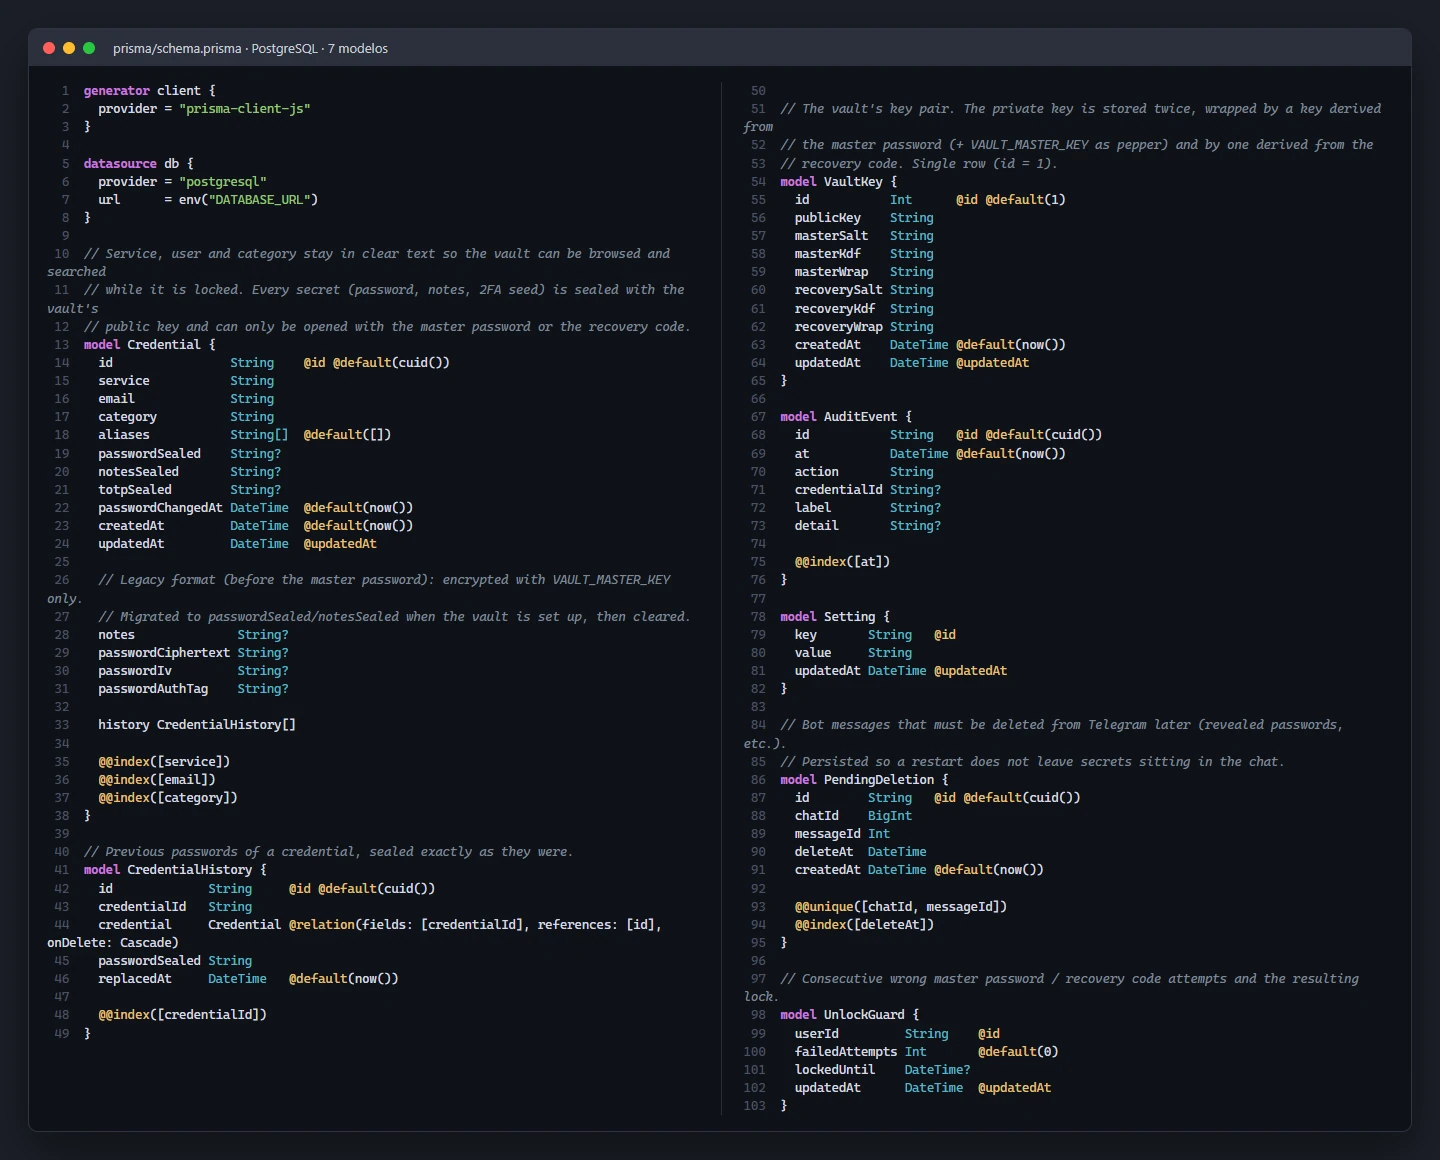 prisma/schema.prisma · PostgreSQL · 7 modelos
1 generator client {
2   provider = "prisma-client-js"
3 }
4
5 datasource db {
6   provider = "postgresql"
7   url      = env("DATABASE_URL")
8 }
9
10 // Service, user and category stay in clear text so the vault can be browsed and
searched
11 // while it is locked. Every secret (password, notes, 2FA seed) is sealed with the
vault's
12 // public key and can only be opened with the master password or the recovery code.
13 model Credential {
14   id                String    @id @default(cuid())
15   service           String
16   email             String
17   category          String
18   aliases           String[]  @default([])
19   passwordSealed    String?
20   notesSealed       String?
21   totpSealed        String?
22   passwordChangedAt DateTime  @default(now())
23   createdAt         DateTime  @default(now())
24   updatedAt         DateTime  @updatedAt
25
26   // Legacy format (before the master password): encrypted with VAULT_MASTER_KEY
only.
27   // Migrated to passwordSealed/notesSealed when the vault is set up, then cleared.
28   notes              String?
29   passwordCiphertext String?
30   passwordIv         String?
31   passwordAuthTag    String?
32
33   history CredentialHistory[]
34
35   @@index([service])
36   @@index([email])
37   @@index([category])
38 }
39
40 // Previous passwords of a credential, sealed exactly as they were.
41 model CredentialHistory {
42   id             String     @id @default(cuid())
43   credentialId   String
44   credential     Credential @relation(fields: [credentialId], references: [id],
onDelete: Cascade)
45   passwordSealed String
46   replacedAt     DateTime   @default(now())
47
48   @@index([credentialId])
49 }
50
51 // The vault's key pair. The private key is stored twice, wrapped by a key derived
from
52 // the master password (+ VAULT_MASTER_KEY as pepper) and by one derived from the
53 // recovery code. Single row (id = 1).
54 model VaultKey {
55   id           Int      @id @default(1)
56   publicKey    String
57   masterSalt   String
58   masterKdf    String
59   masterWrap   String
60   recoverySalt String
61   recoveryKdf  String
62   recoveryWrap String
63   createdAt    DateTime @default(now())
64   updatedAt    DateTime @updatedAt
65 }
66
67 model AuditEvent {
68   id           String   @id @default(cuid())
69   at           DateTime @default(now())
70   action       String
71   credentialId String?
72   label        String?
73   detail       String?
74
75   @@index([at])
76 }
77
78 model Setting {
79   key       String   @id
80   value     String
81   updatedAt DateTime @updatedAt
82 }
83
84 // Bot messages that must be deleted from Telegram later (revealed passwords,
etc.).
85 // Persisted so a restart does not leave secrets sitting in the chat.
86 model PendingDeletion {
87   id        String   @id @default(cuid())
88   chatId    BigInt
89   messageId Int
90   deleteAt  DateTime
91   createdAt DateTime @default(now())
92
93   @@unique([chatId, messageId])
94   @@index([deleteAt])
95 }
96
97 // Consecutive wrong master password / recovery code attempts and the resulting
lock.
98 model UnlockGuard {
99   userId         String    @id
100   failedAttempts Int       @default(0)
101   lockedUntil    DateTime?
102   updatedAt      DateTime  @updatedAt
103 }